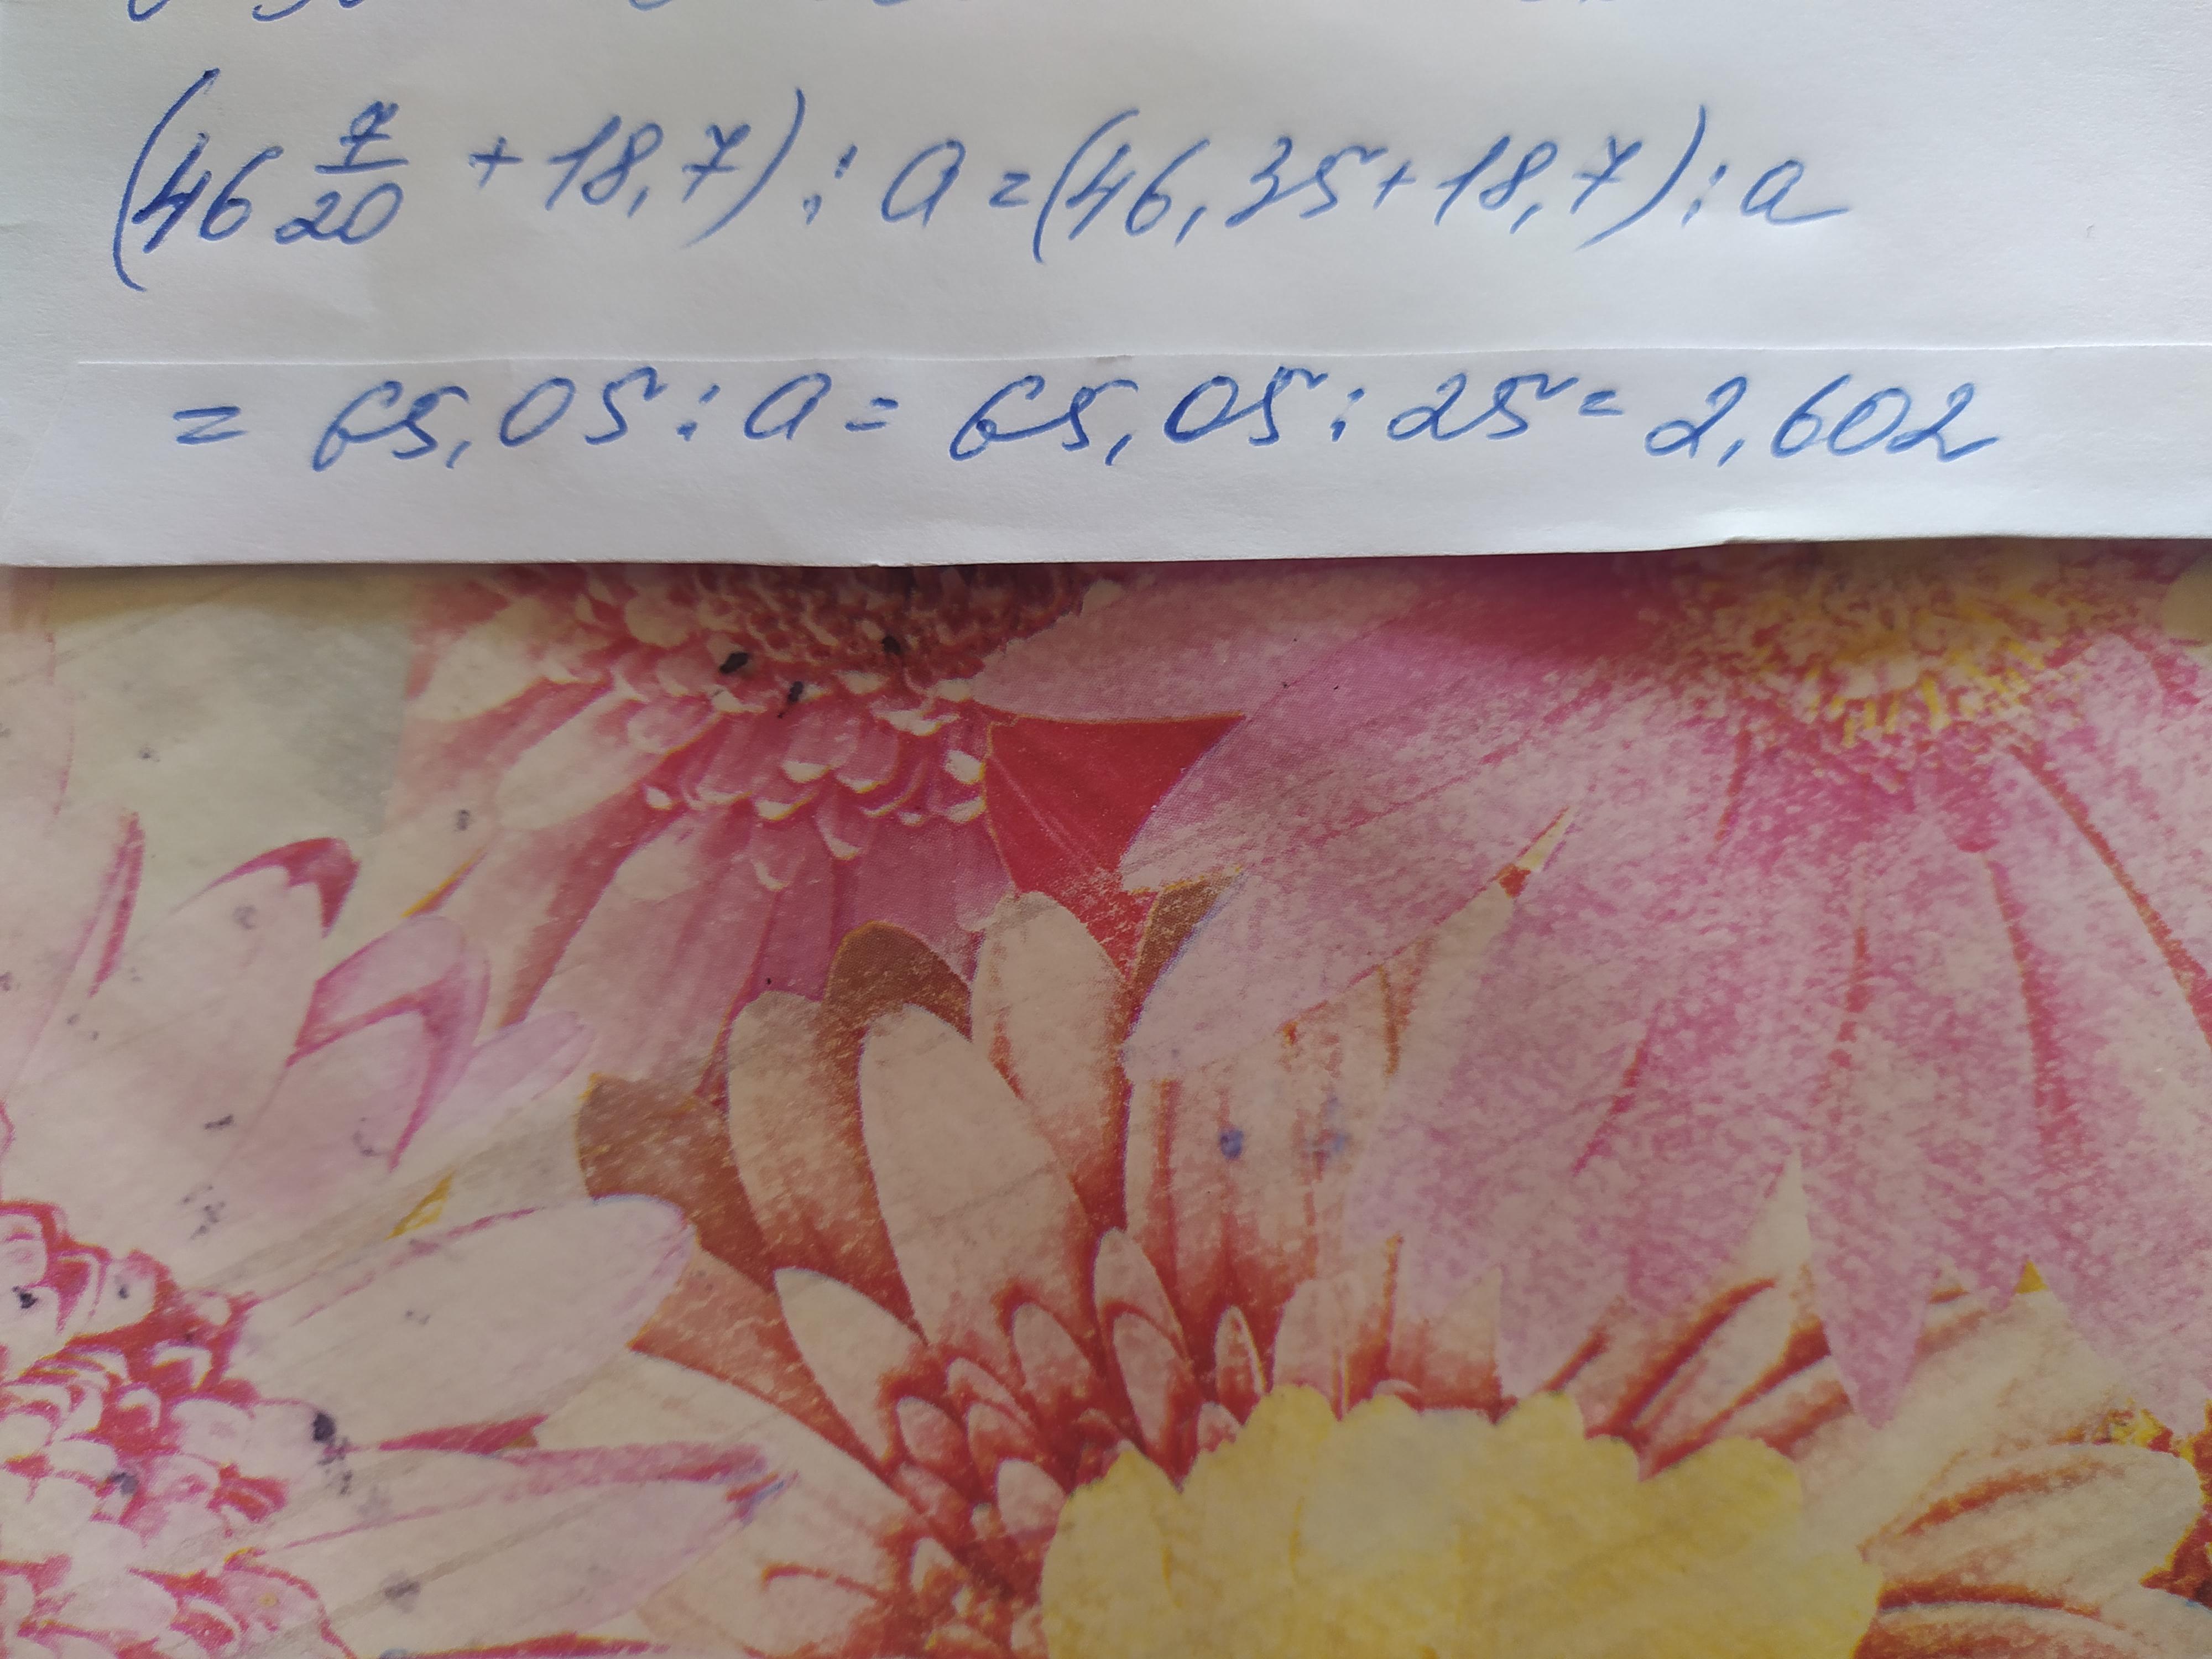 (46 7/20 + 18,7) : a = (46,35 + 18,7) : a
= 65,05 : a = 65,05 : 25 = 2,602